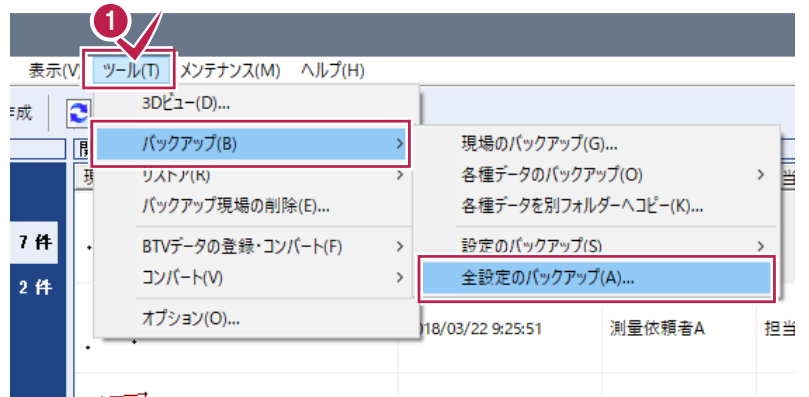 1
表示(V) ツール(T) メンテナンス(M) ヘルプ(H)
成
3Dビュー(D)...
バックアップ(B)
リストア(R)
バックアップ現場の削除(E)...
BTVデータの登録・コンバート(F)
コンバート(V)
オプション(O)...
現場のバックアップ(G)...
各種データのバックアップ(O)
各種データを別フォルダーへコピー(K)...
設定のバックアップ(S)
全設定のバックアップ(A)...
7 件
2 件
18/03/22 9:25:51 測量依頼者A 担当